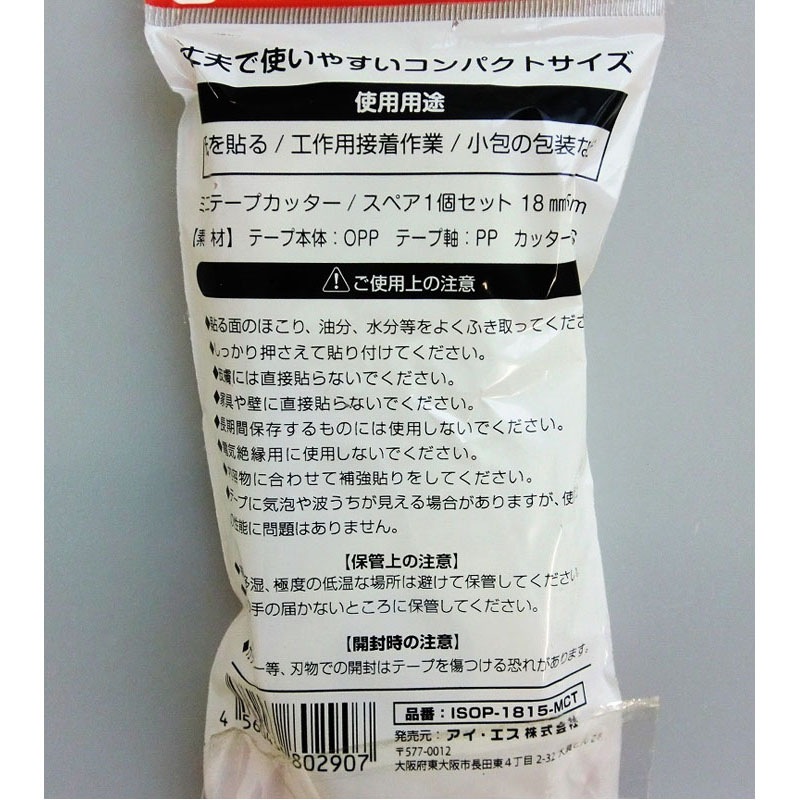 丈夫で使いやすいコンパクトサイズ
使用用途
を貼る / 工作用接着作業 / 小包の包装な
ミニテープカッター / スペア1個セット 18mm
【素材】 テープ本体：OPP テープ軸：PP カッター
⚠ご使用上の注意
◆貼る面のほこり、油分、水分等をよくふき取ってくださ
◆しっかり押さえて貼り付けてください。
◆皮膚には直接貼らないでください。
◆家具や壁に直接貼らないでください。
◆長期間保存するものには使用しないでください。
◆電気絶縁用に使用しないでください。
◆内容物に合わせて補強貼りをしてください。
◆テープに気泡や波うちが見える場合がありますが、使
性能に問題はありません。
【保管上の注意】
多湿、極度の低温な場所は避けて保管してください
手の届かないところに保管してください。
【開封時の注意】
ー等、刃物での開封はテープを傷つける恐れがあります。
品番：ISOP-1815-MCT
4 56 802907
発売元：アイ・エス株式会社
〒577-0012
大阪府東大阪市長田東4丁目2-32